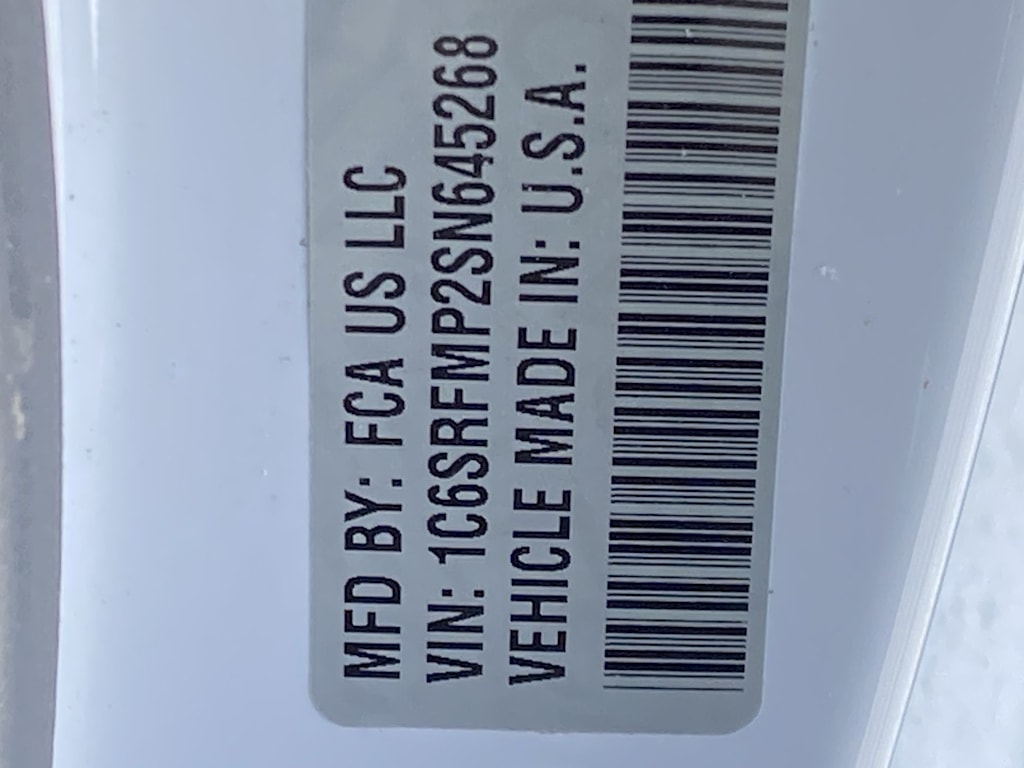 MFD BY: FCA US LLC
VIN: 1C6SRFMP2SN645268
VEHICLE MADE IN: U.S.A.